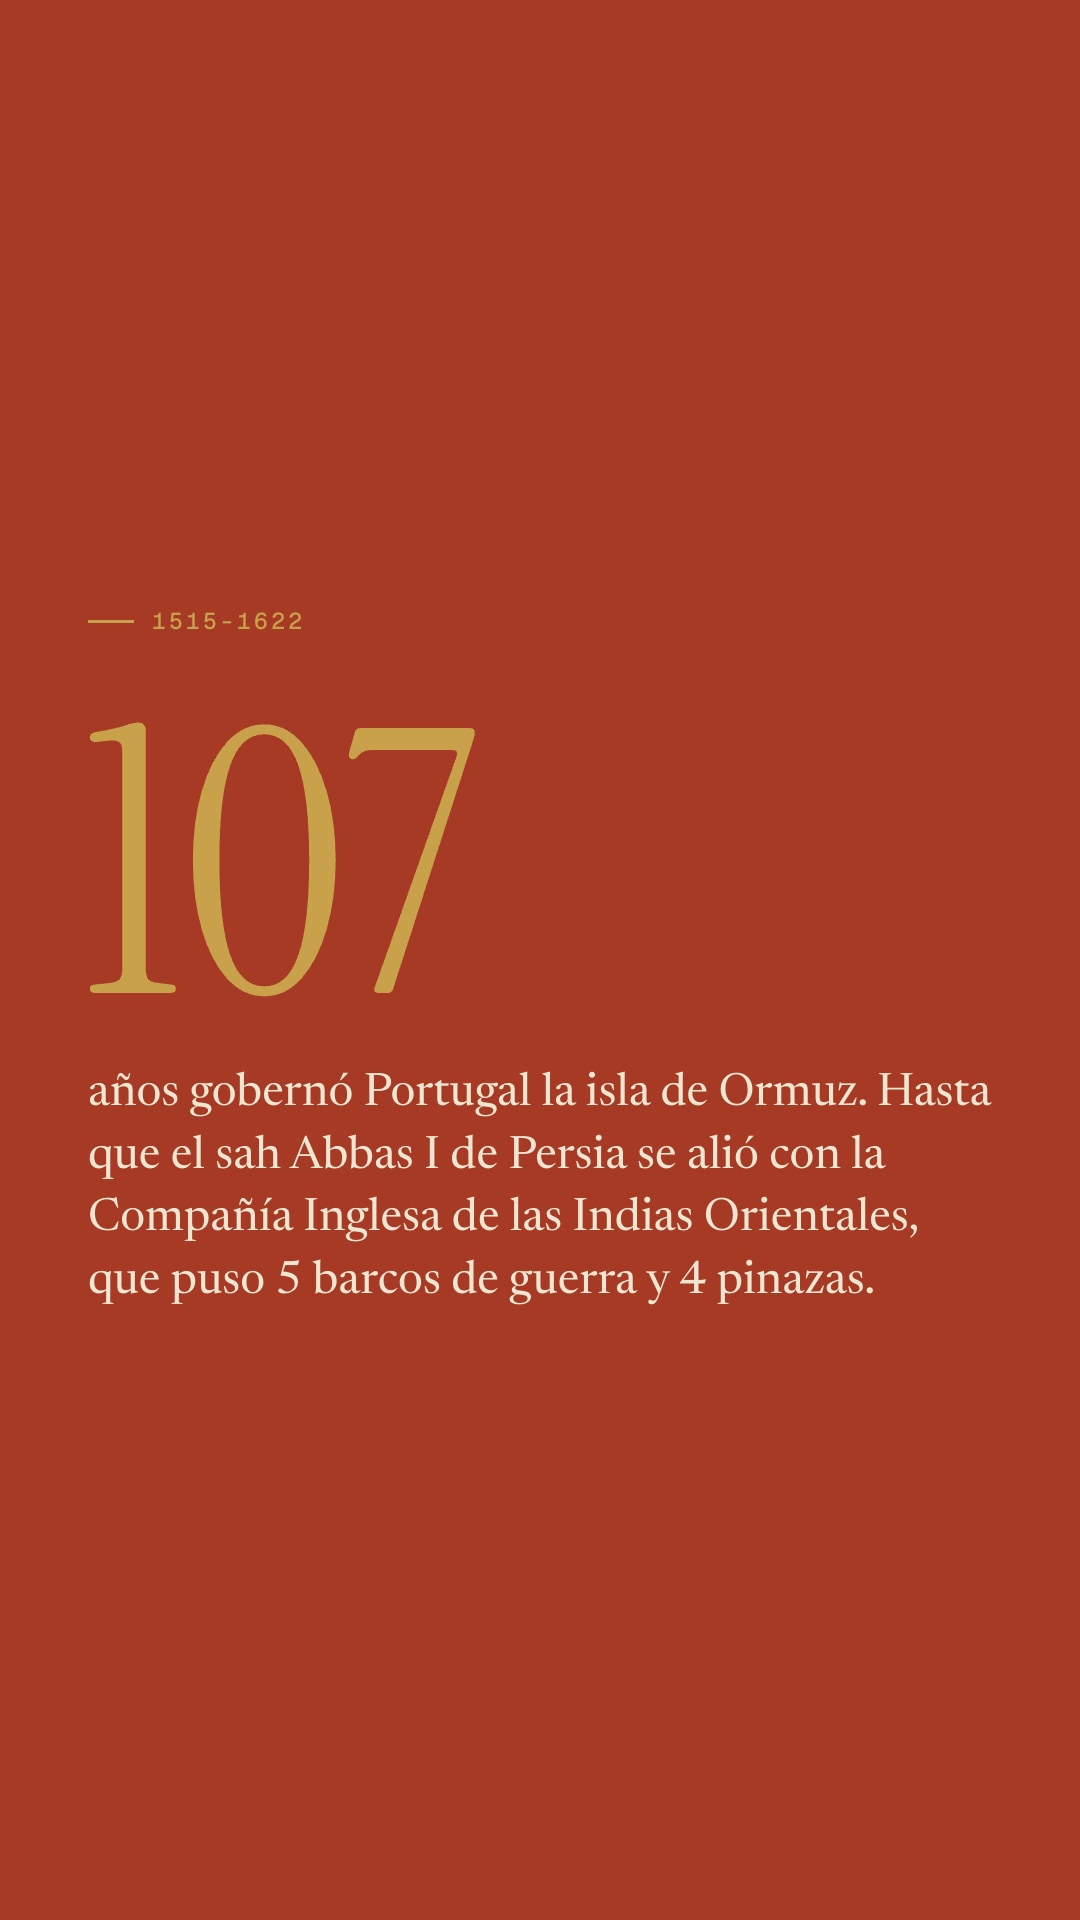 1515-1622
107
años gobernó Portugal la isla de Ormuz. Hasta
que el sah Abbas I de Persia se alió con la
Compañía Inglesa de las Indias Orientales,
que puso 5 barcos de guerra y 4 pinazas.